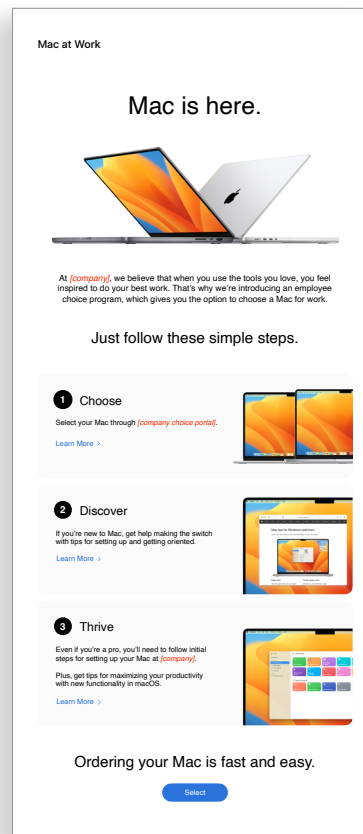 Mac at Work
Mac is here.
At [company], we believe that when you use the tools you love, you feel
inspired to do your best work. That's why we're introducing an employee
choice program, which gives you the option to choose a Mac for work.
Just follow these simple steps.
1 Choose
Select your Mac through [company choice portal].
Learn More >
2 Discover
If you're new to Mac, get help making the switch
with tips for setting up and getting oriented.
Learn More >
3 Thrive
Even if you're a pro, you'll need to follow initial
steps for setting up your Mac at [company].
Plus, get tips for maximizing your productivity
with new functionality in macOS.
Learn More >
Ordering your Mac is fast and easy.
Select